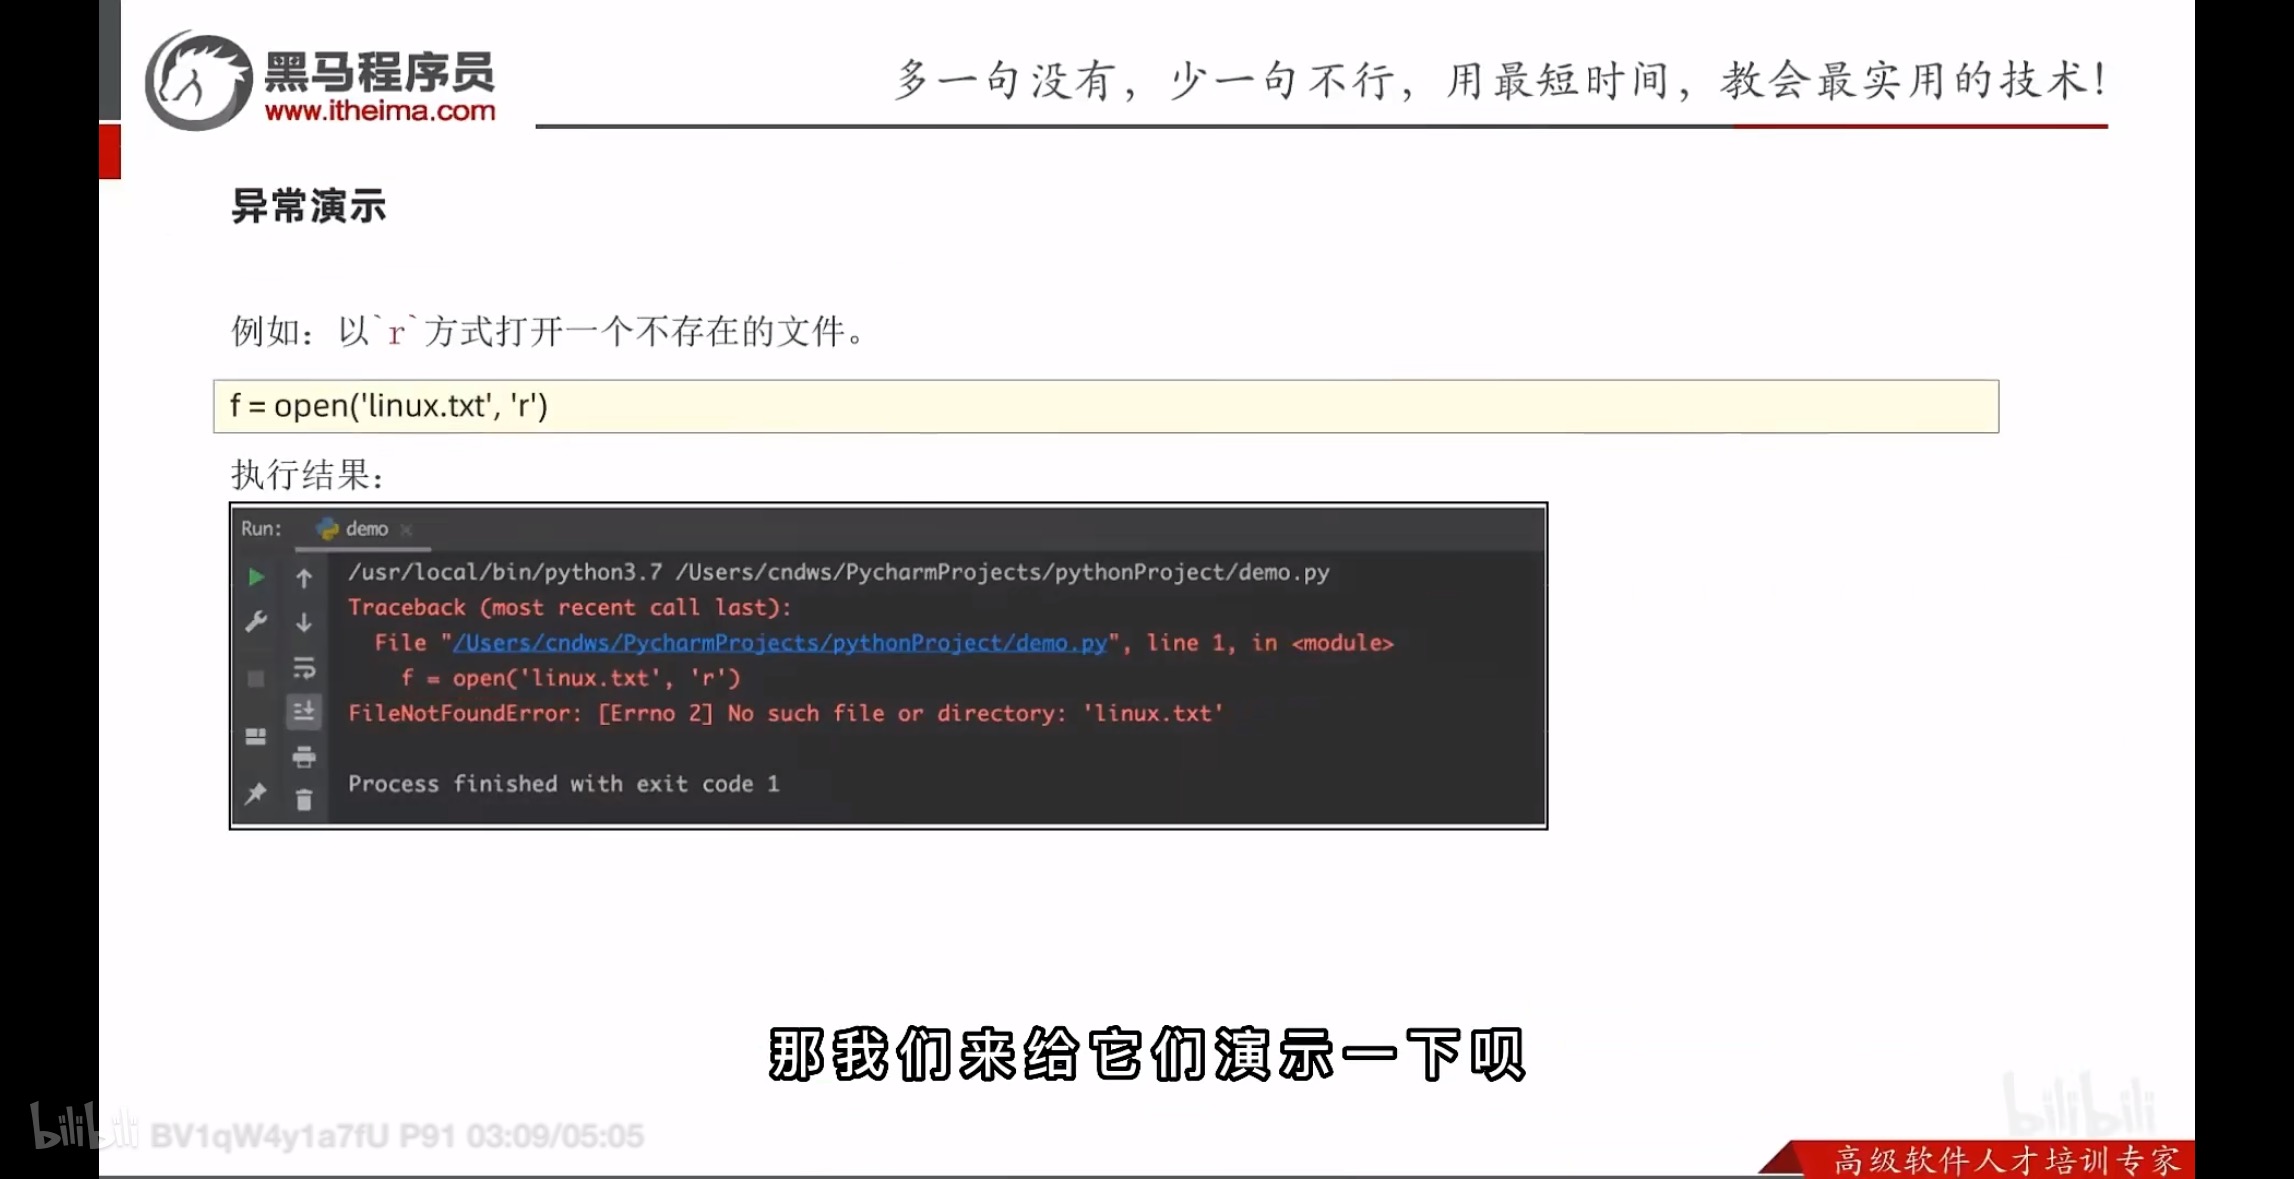 黑马程序员
www.itheima.com
多一句没有，少一句不行，用最短时间，教会最实用的技术！
异常演示
例如：以`r`方式打开一个不存在的文件。
f = open('linux.txt', 'r')
执行结果：
Run: demo
/usr/local/bin/python3.7 /Users/cndws/PycharmProjects/pythonProject/demo.py
Traceback (most recent call last):
File "/Users/cndws/PycharmProjects/pythonProject/demo.py", line 1, in <module>
f = open('linux.txt', 'r')
FileNotFoundError: [Errno 2] No such file or directory: 'linux.txt'
Process finished with exit code 1
那我们来给它们演示一下呗
bilibili BV1qW4y1a7fU P91 03:09/05:05
bilibili
高级软件人才培训专家